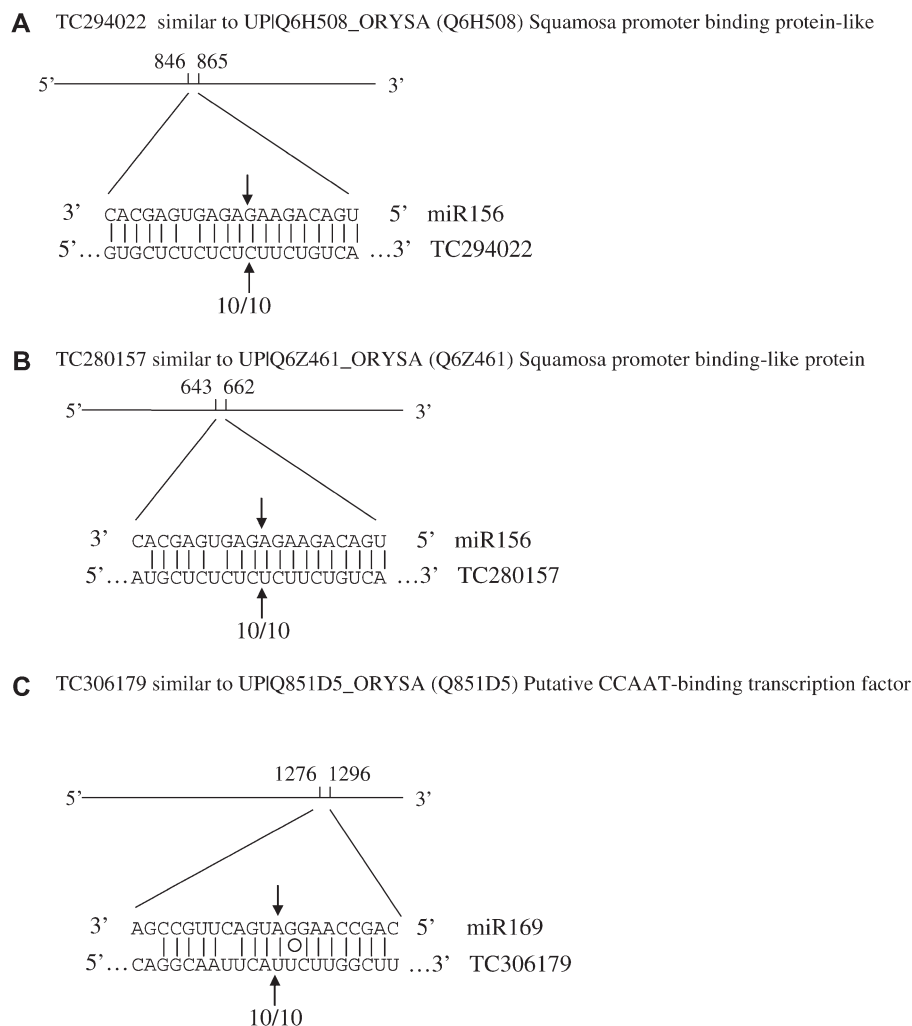 A TC294022 similar to UP|Q6H508_ORYSA (Q6H508) Squamosa promoter binding protein-like
846 865
5’ 3’
3’ CACGAGUGAGAGAAGACAGU 5’ miR156
5’...GUGCUCUCUCUCUUCUGUCA ...3’ TC294022
10/10
B TC280157 similar to UP|Q6Z461_ORYSA (Q6Z461) Squamosa promoter binding-like protein
643 662
5’ 3’
3’ CACGAGUGAGAGAAGACAGU 5’ miR156
5’...AUGCUCUCUCUCUUCUGUCA ...3’ TC280157
10/10
C TC306179 similar to UP|Q851D5_ORYSA (Q851D5) Putative CCAAT-binding transcription factor
1276 1296
5’ 3’
3’ AGCCGUUCAGUAGGAACCGAC 5’ miR169
5’...CAGGCAAUUCAUUCUUGGCUU ...3’ TC306179
10/10